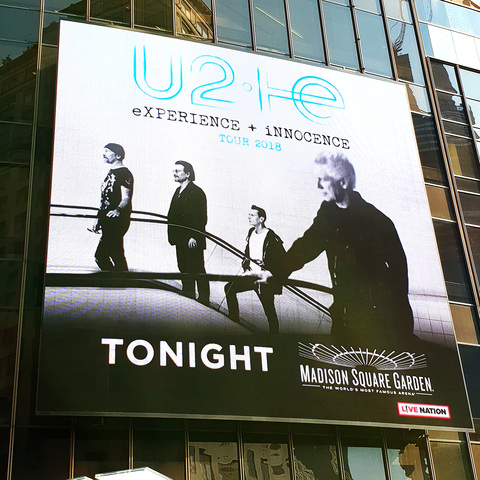 U2·i+e
eXPERIENCE + iNNOCENCE
TOUR 2018
TONIGHT
MADISON SQUARE GARDEN
THE WORLD'S MOST FAMOUS ARENA
LIVE NATION